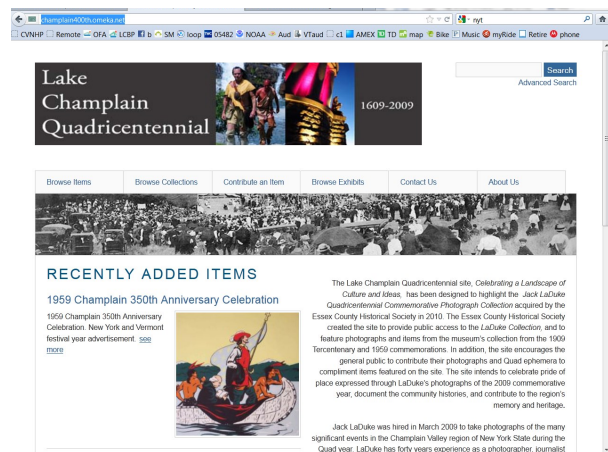 champlain400th.omeka.net
nyt
CVNHP Remote OFA LCBP b SM loop 05482 NOAA Aud VTaud c1 AMEX TD map Bike Music myRide Retire phone
Lake
Champlain
Quadricentennial
1609-2009
Search
Advanced Search
Browse Items Browse Collections Contribute an Item Browse Exhibits Contact Us About Us
RECENTLY ADDED ITEMS
1959 Champlain 350th Anniversary Celebration
1959 Champlain 350th Anniversary
Celebration. New York and Vermont
festival year advertisement. see
more
The Lake Champlain Quadricentennial site, Celebrating a Landscape of
Culture and Ideas, has been designed to highlight the Jack LaDuke
Quadricentennial Commemorative Photograph Collection acquired by the
Essex County Historical Society in 2010. The Essex County Historical Society
created the site to provide public access to the LaDuke Collection, and to
feature photographs and items from the museum's collection from the 1909
Tercentenary and 1959 commemorations. In addition, the site encourages the
general public to contribute their photographs and Quad ephemera to
compliment items featured on the site. The site intends to celebrate pride of
place expressed through LaDuke's photographs of the 2009 commemorative
year, document the community histories, and contribute to the region's
memory and heritage.
Jack LaDuke was hired in March 2009 to take photographs of the many
significant events in the Champlain Valley region of New York State during the
Quad year. LaDuke has forty years experience as a photographer, journalist